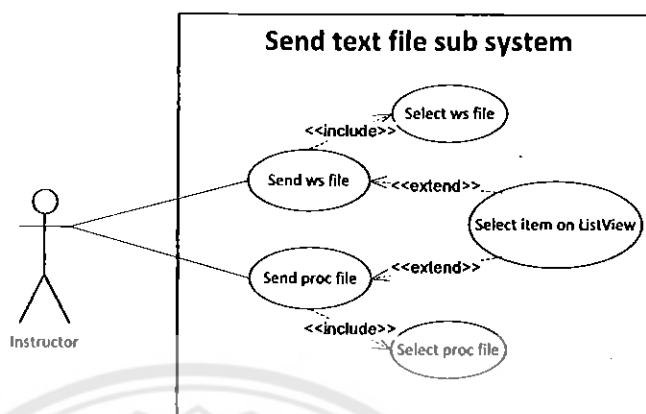 Send text file sub system
Select ws file
<<include>>
Send ws file
<<extend>>
Select item on ListView
Send proc file
<<extend>>
<<include>>
Select proc file
Instructor